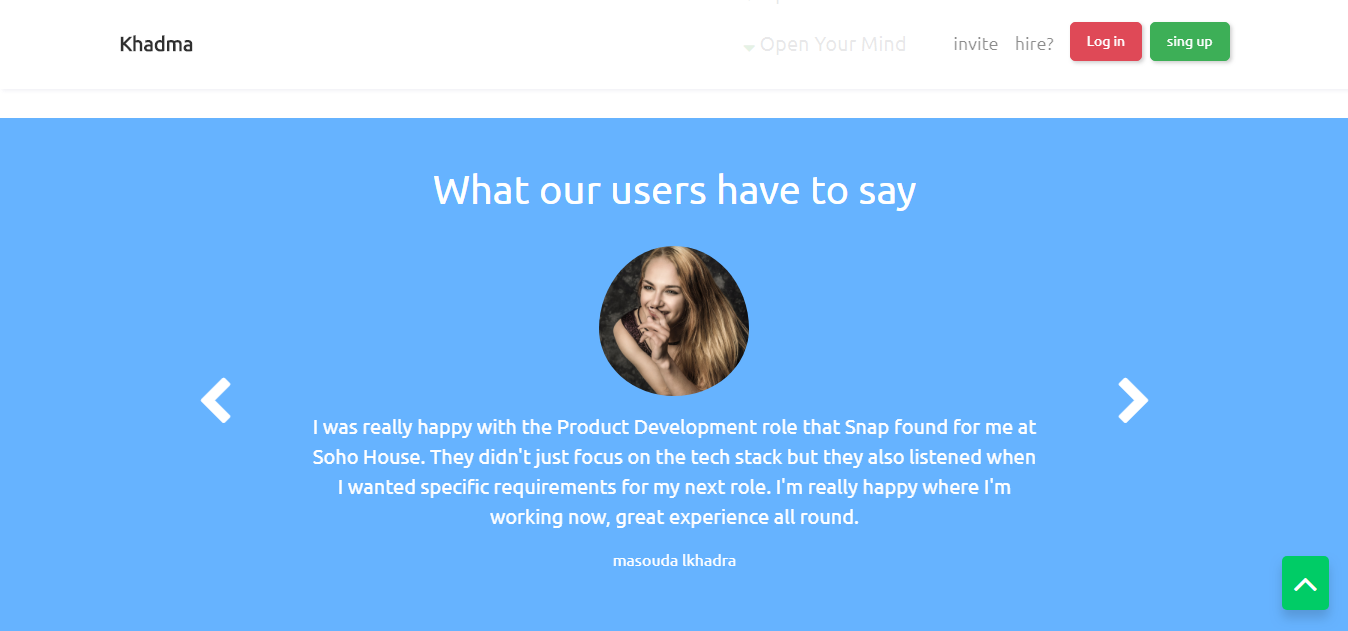 Khadma
Open Your Mind
invite
hire?
Log in
sing up
What our users have to say
I was really happy with the Product Development role that Snap found for me at
Soho House. They didn't just focus on the tech stack but they also listened when
I wanted specific requirements for my next role. I'm really happy where I'm
working now, great experience all round.
masouda lkhadra